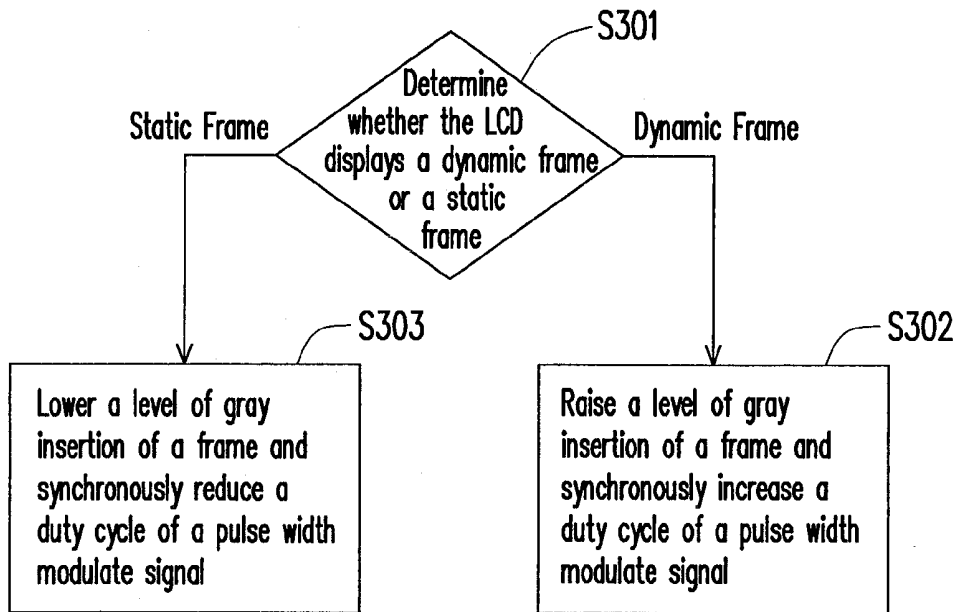 S301
Determine
whether the LCD
displays a dynamic frame
or a static
frame
Static Frame
Dynamic Frame
S303
Lower a level of gray
insertion of a frame and
synchronously reduce a
duty cycle of a pulse width
modulate signal
S302
Raise a level of gray
insertion of a frame and
synchronously increase a
duty cycle of a pulse width
modulate signal